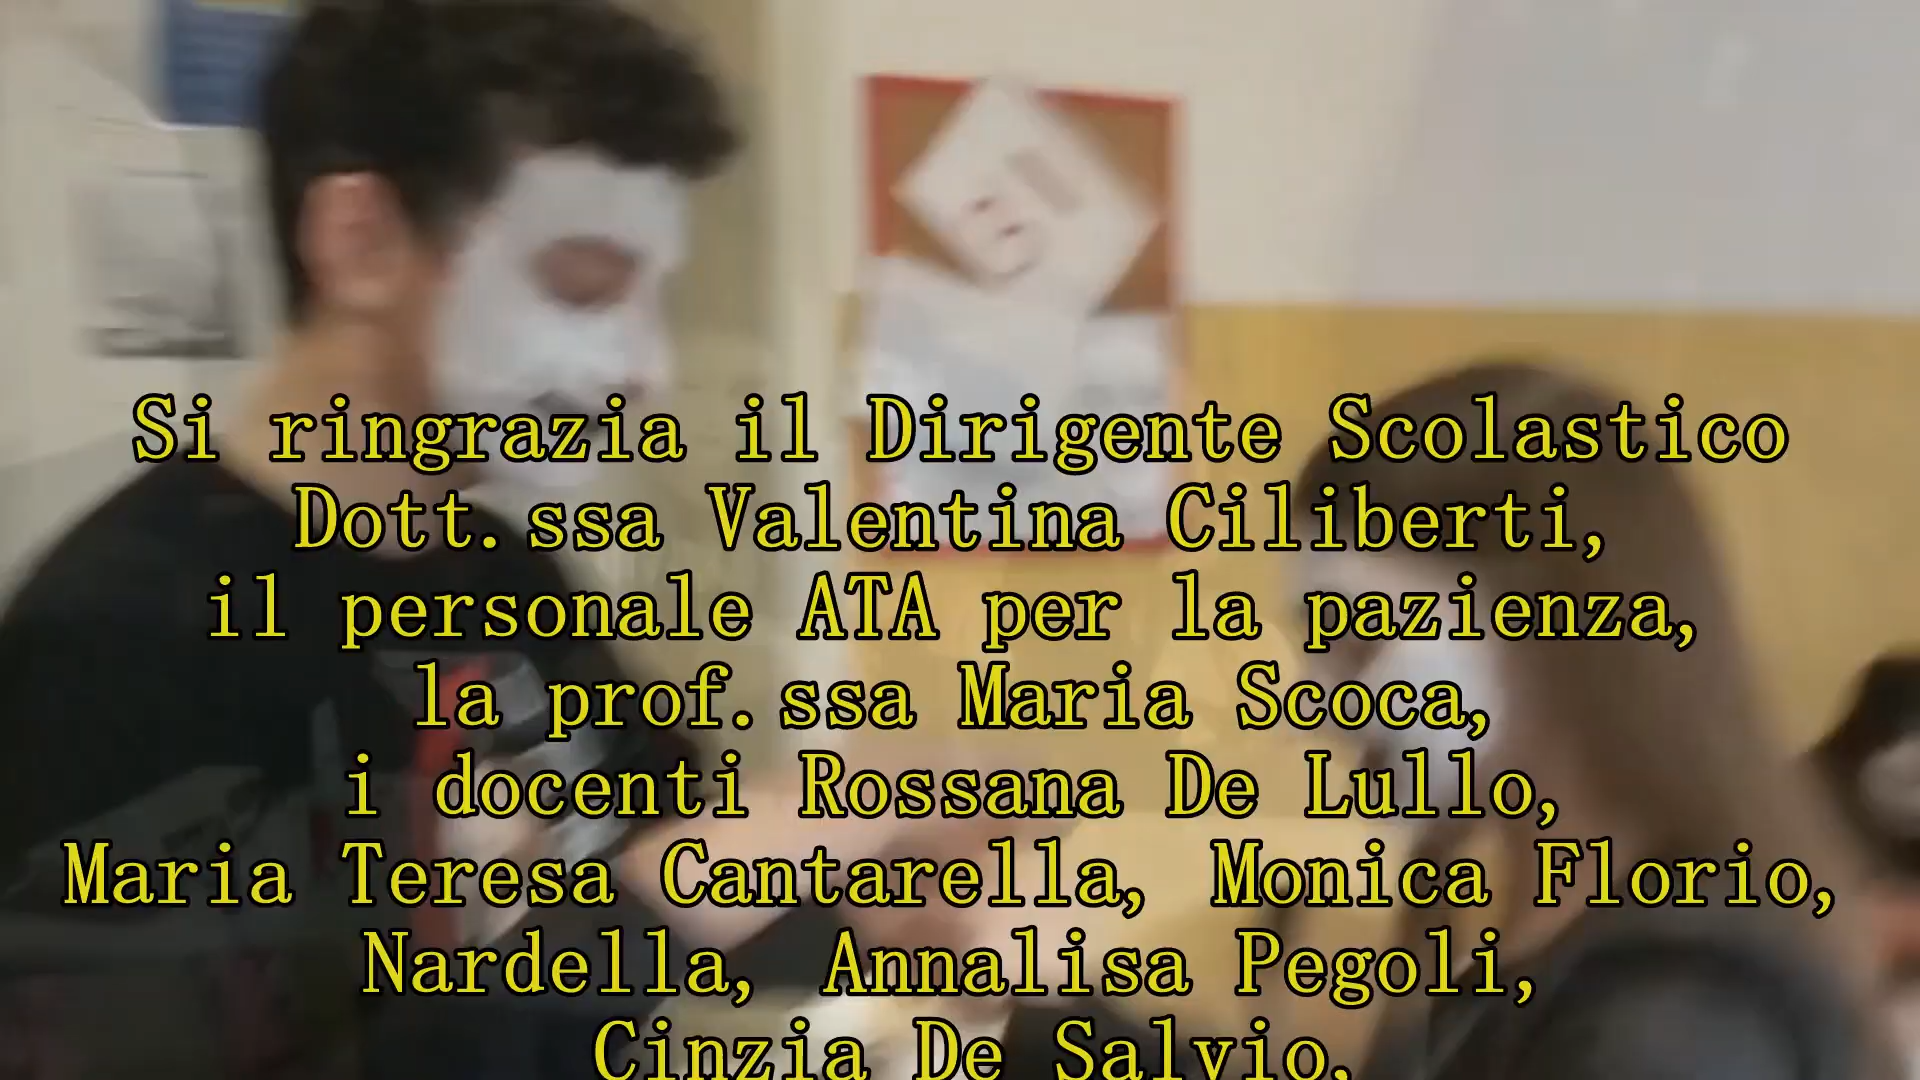 Si ringrazia il Dirigente Scolastico
Dott.ssa Valentina Ciliberti,
il personale ATA per la pazienza,
la prof.ssa Maria Scoca,
i docenti Rossana De Lullo,
Maria Teresa Cantarella, Monica Florio,
Nardella, Annalisa Pegoli,
Cinzia De Salvio,